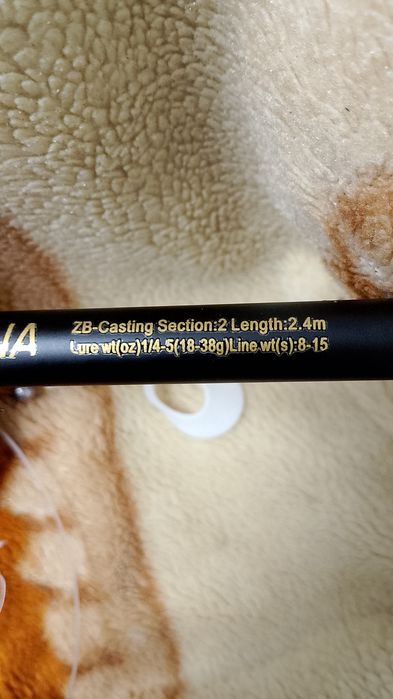 ZB-Casting Section:2 Length:2.4m
Lure wt(oz)1/4-5(18-38g)Line wt(s):8-15